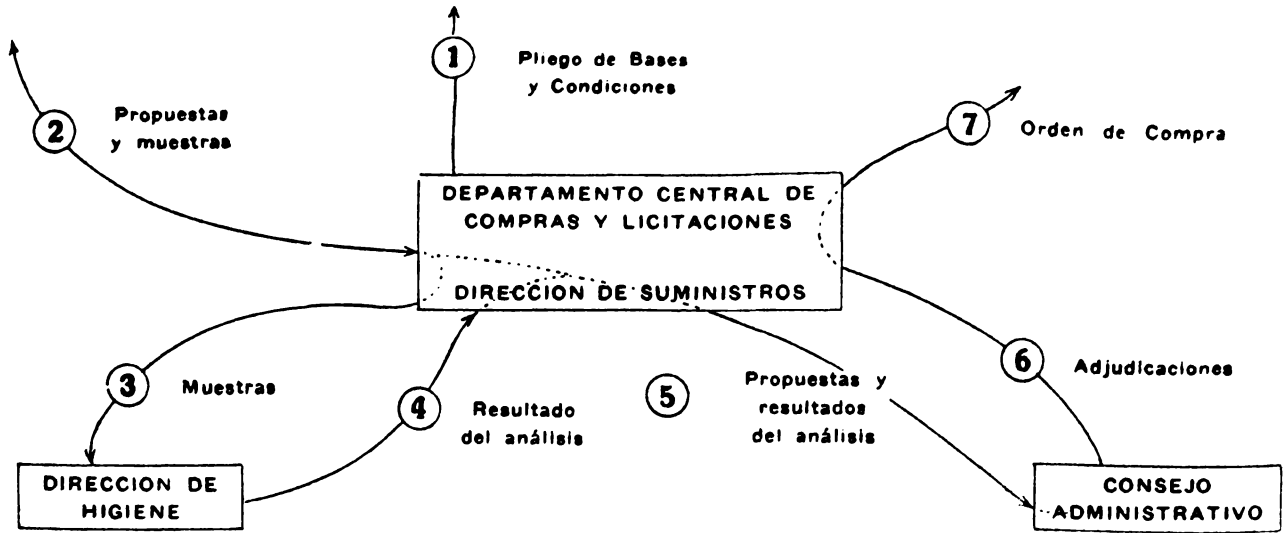 1
Pliego de Bases
y Condiciones
2
Propuestas
y muestras
7
Orden de Compra
DEPARTAMENTO CENTRAL DE
COMPRAS Y LICITACIONES
DIRECCION DE SUMINISTROS
3
Muestras
4
Resultado
del análisis
5
Propuestas y
resultados
del análisis
6
Adjudicaciones
DIRECCION DE
HIGIENE
CONSEJO
ADMINISTRATIVO